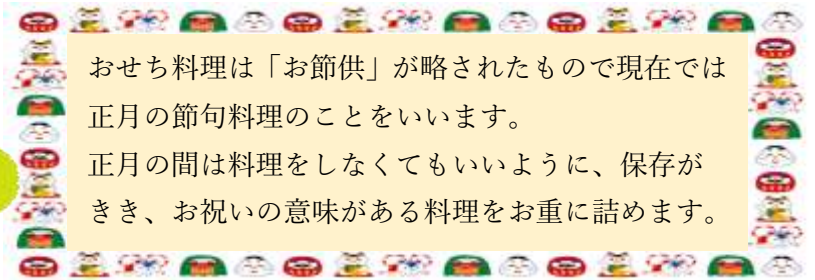 おせち料理は「お節供」が略されたもので現在では
正月の節句料理のことをいいます。
正月の間は料理をしなくてもいいように、保存が
きき、お祝いの意味がある料理をお重に詰めます。